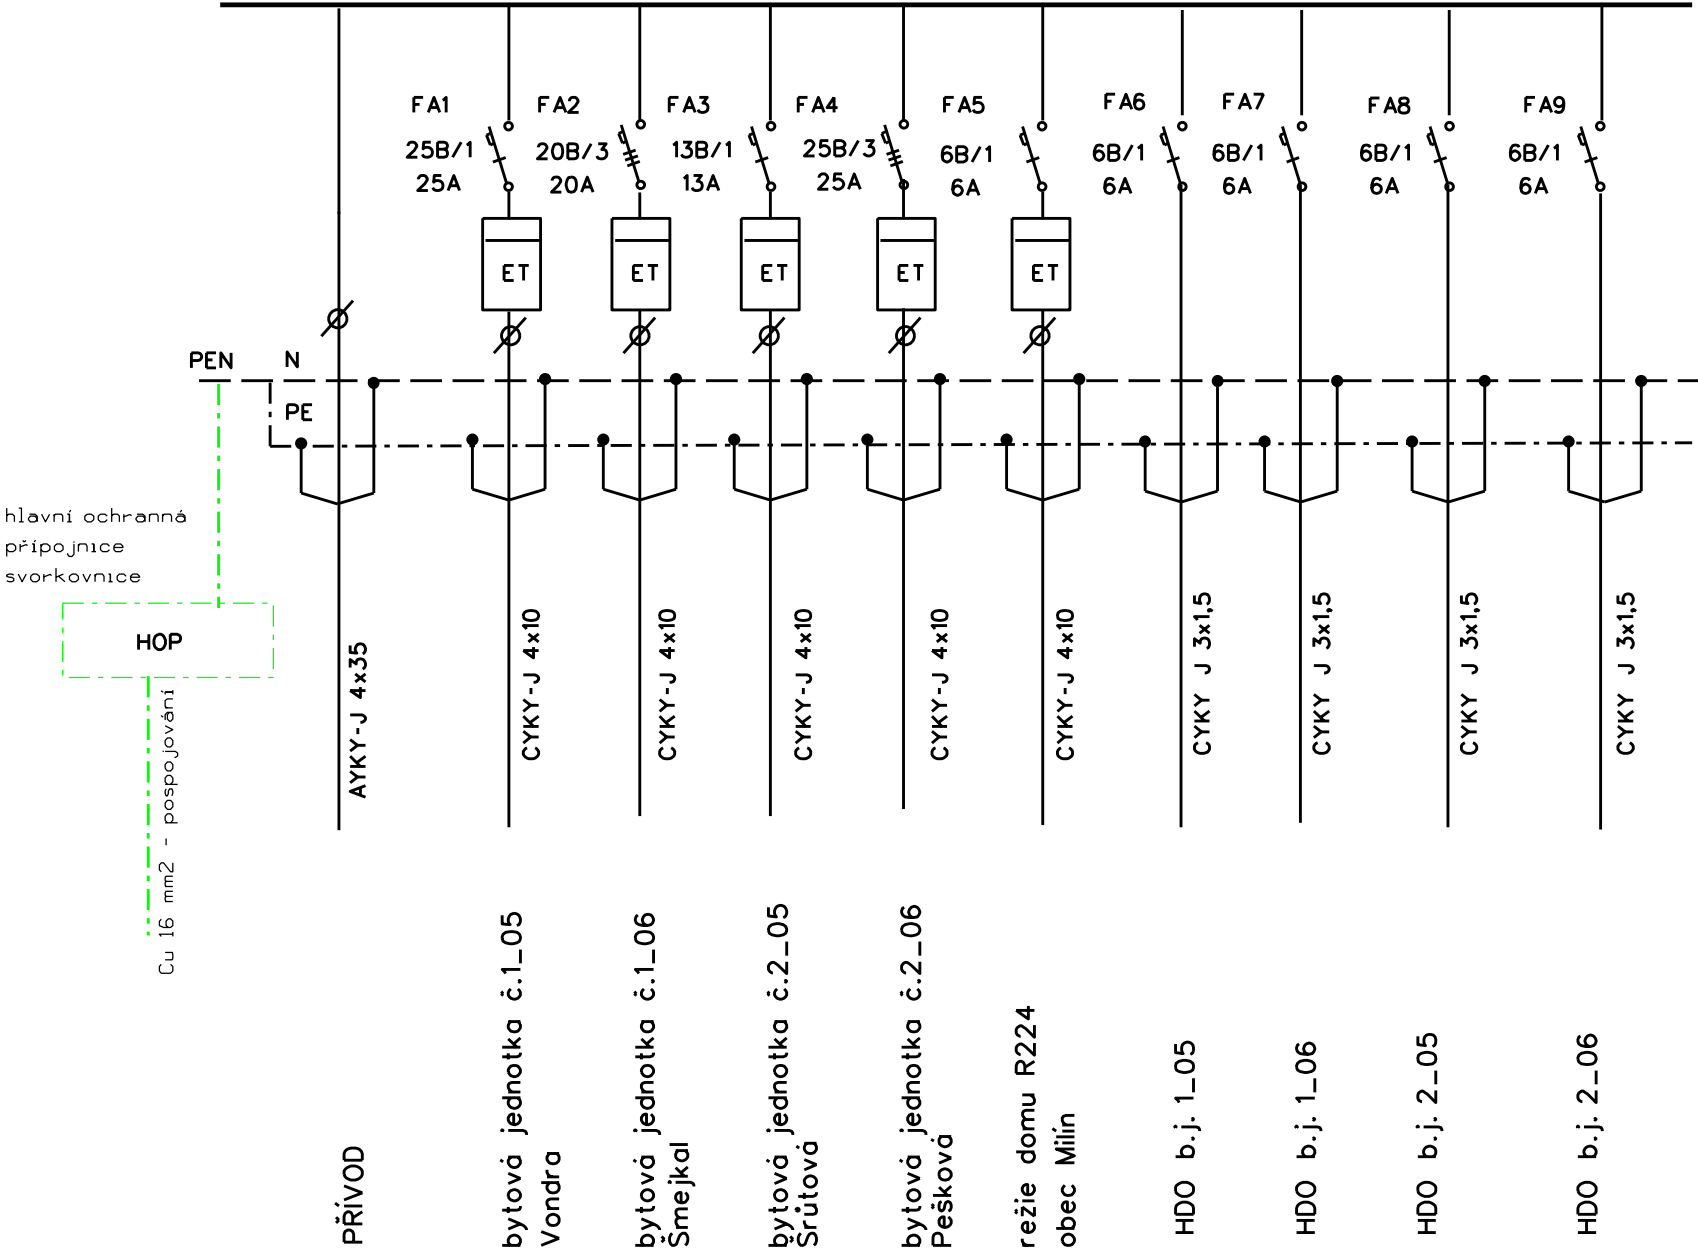 FA1
25B/1
25A
FA2
20B/3
20A
FA3
13B/1
13A
FA4
25B/3
25A
FA5
6B/1
6A
FA6
6B/1
6A
FA7
6B/1
6A
FA8
6B/1
6A
FA9
6B/1
6A
ET
ET
ET
ET
ET
PEN
N
PE
hlavní ochranná
přípojnice
svorkovnice
HOP
Cu 16 mm2 - pospojování
AYKY-J 4x35
CYKY-J 4x10
CYKY-J 4x10
CYKY-J 4x10
CYKY-J 4x10
CYKY-J 4x10
CYKY J 3x1,5
CYKY J 3x1,5
CYKY J 3x1,5
CYKY J 3x1,5
PŘÍVOD
bytová jednotka č.1_05
Vondra
bytová jednotka č.1_06
Šmejkal
bytová jednotka č.2_05
Šrůtová
bytová jednotka č.2_06
Pešková
režie domu R224
obec Milín
HDO b.j. 1_05
HDO b.j. 1_06
HDO b.j. 2_05
HDO b.j. 2_06